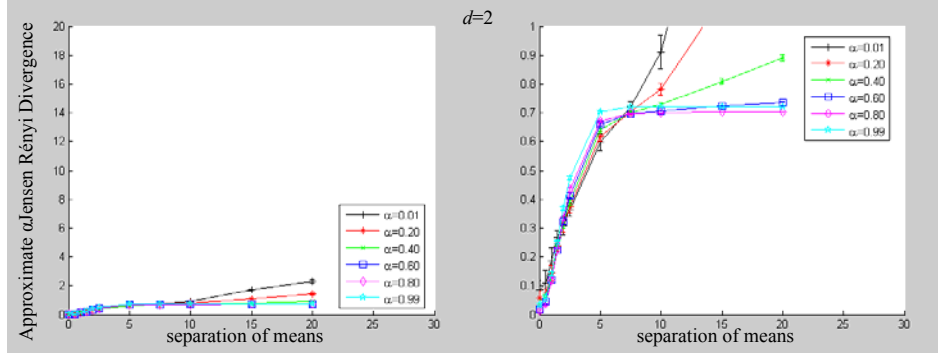 d=2
Approximate αJensen Rényi Divergence
20
18
16
14
12
10
8
6
4
2
0
0 5 10 15 20 25 30
separation of means
α=0.01
α=0.20
α=0.40
α=0.60
α=0.80
α=0.99
1
0.9
0.8
0.7
0.6
0.5
0.4
0.3
0.2
0.1
0
0 5 10 15 20 25 30
separation of means
α=0.01
α=0.20
α=0.40
α=0.60
α=0.80
α=0.99